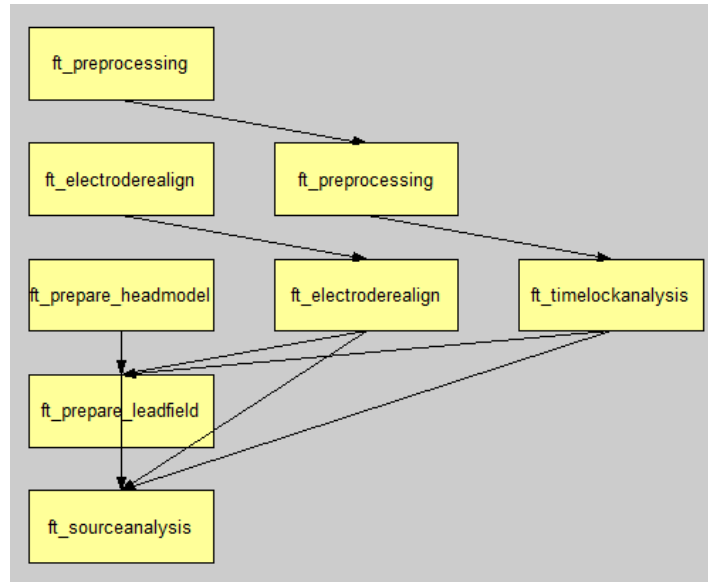 ft_preprocessing
ft_electroderealign
ft_preprocessing
ft_prepare_headmodel
ft_electroderealign
ft_timelockanalysis
ft_prepare_leadfield
ft_sourceanalysis